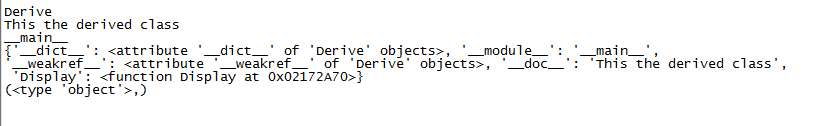 Derive
This the derived class
__main__
{'__dict__': <attribute '__dict__' of 'Derive' objects>, '__module__': '__main__',
'__weakref__': <attribute '__weakref__' of 'Derive' objects>, '__doc__': 'This the derived class',
'Display': <function Display at 0x02172A70>}
(<type 'object'>,)